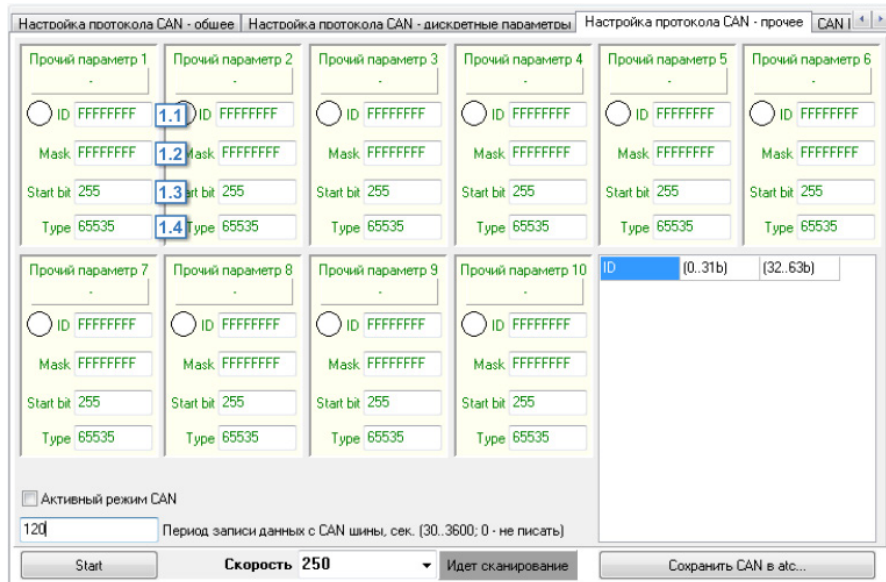 Настройка протокола CAN - общее Настройка протокола CAN - дискретные параметры Настройка протокола CAN - прочее CAN
Прочий параметр 1 Прочий параметр 2 Прочий параметр 3 Прочий параметр 4 Прочий параметр 5 Прочий параметр 6
- - - - - -
ID FFFFFFFF 1.1 ID FFFFFFFF ID FFFFFFFF ID FFFFFFFF ID FFFFFFFF ID FFFFFFFF
Mask FFFFFFFF 1.2 Mask FFFFFFFF Mask FFFFFFFF Mask FFFFFFFF Mask FFFFFFFF Mask FFFFFFFF
Start bit 255 1.3 rt bit 255 Start bit 255 Start bit 255 Start bit 255 Start bit 255
Type 65535 1.4 Type 65535 Type 65535 Type 65535 Type 65535 Type 65535
Прочий параметр 7 Прочий параметр 8 Прочий параметр 9 Прочий параметр 10 ID (0..31b) (32..63b)
- - - -
ID FFFFFFFF ID FFFFFFFF ID FFFFFFFF ID FFFFFFFF
Mask FFFFFFFF Mask FFFFFFFF Mask FFFFFFFF Mask FFFFFFFF
Start bit 255 Start bit 255 Start bit 255 Start bit 255
Type 65535 Type 65535 Type 65535 Type 65535
Активный режим CAN
120 Период записи данных с CAN шины, сек. (30..3600; 0 - не писать)
Start Скорость 250 Идет сканирование Сохранить CAN в atc...